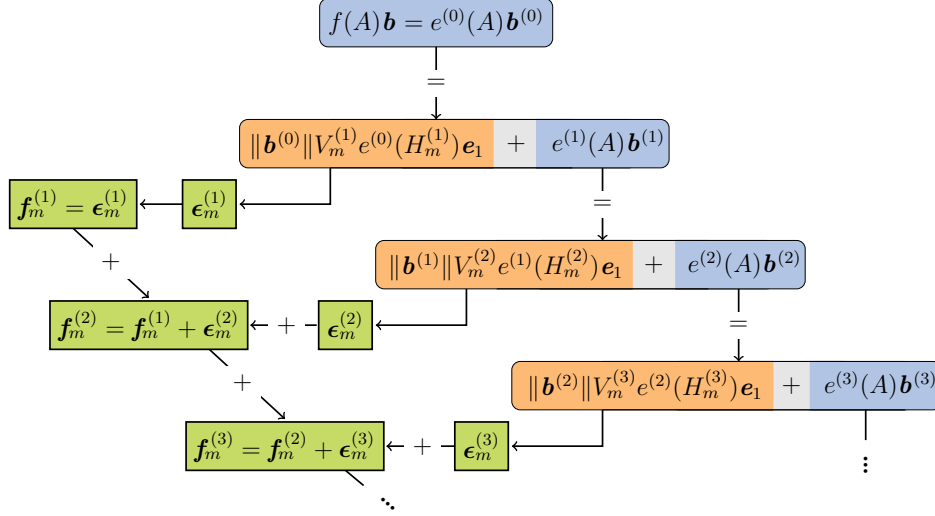 f(A)𝒃 = e^{(0)}(A)𝒃^{(0)}
=
‖𝒃^{(0)}‖V_m^{(1)} e^{(0)}(H_m^{(1)})𝒆_1 + e^{(1)}(A)𝒃^{(1)}
𝒇_m^{(1)} = 𝝐_m^{(1)} 𝝐_m^{(1)} =
+
‖𝒃^{(1)}‖V_m^{(2)} e^{(1)}(H_m^{(2)})𝒆_1 + e^{(2)}(A)𝒃^{(2)}
𝒇_m^{(2)} = 𝒇_m^{(1)} + 𝝐_m^{(2)} + 𝝐_m^{(2)} =
+
‖𝒃^{(2)}‖V_m^{(3)} e^{(2)}(H_m^{(3)})𝒆_1 + e^{(3)}(A)𝒃^{(3)}
𝒇_m^{(3)} = 𝒇_m^{(2)} + 𝝐_m^{(3)} + 𝝐_m^{(3)} ⋮
⋱